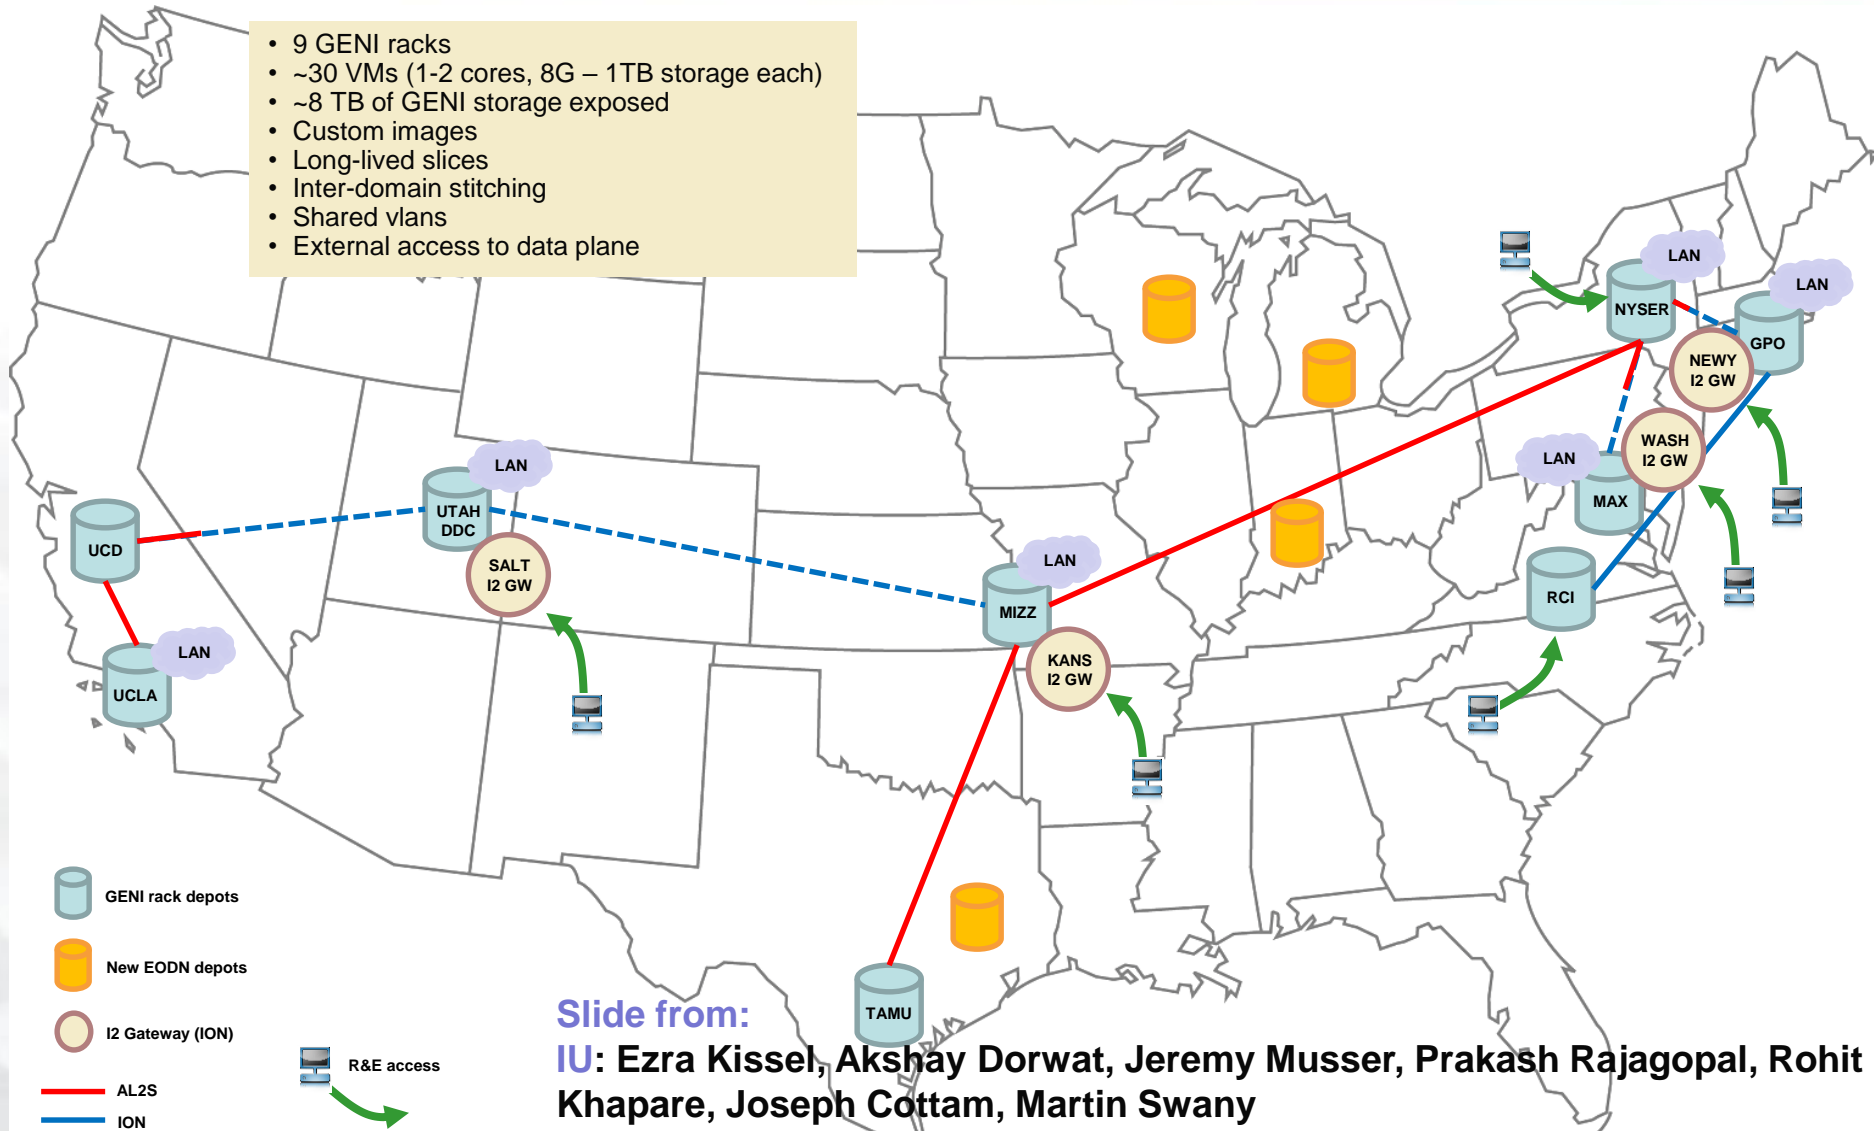 • 9 GENI racks
• ~30 VMs (1-2 cores, 8G – 1TB storage each)
• ~8 TB of GENI storage exposed
• Custom images
• Long-lived slices
• Inter-domain stitching
• Shared vlans
• External access to data plane
LAN
NYSER
LAN
GPO
NEWY
I2 GW
WASH
I2 GW
LAN
MAX
RCI
LAN
UTAH
DDC
SALT
I2 GW
UCD
LAN
UCLA
LAN
MIZZ
KANS
I2 GW
TAMU
GENI rack depots
New EODN depots
I2 Gateway (ION)
AL2S
ION
R&E access
Slide from:
IU: Ezra Kissel, Akshay Dorwat, Jeremy Musser, Prakash Rajagopal, Rohit
Khapare, Joseph Cottam, Martin Swany